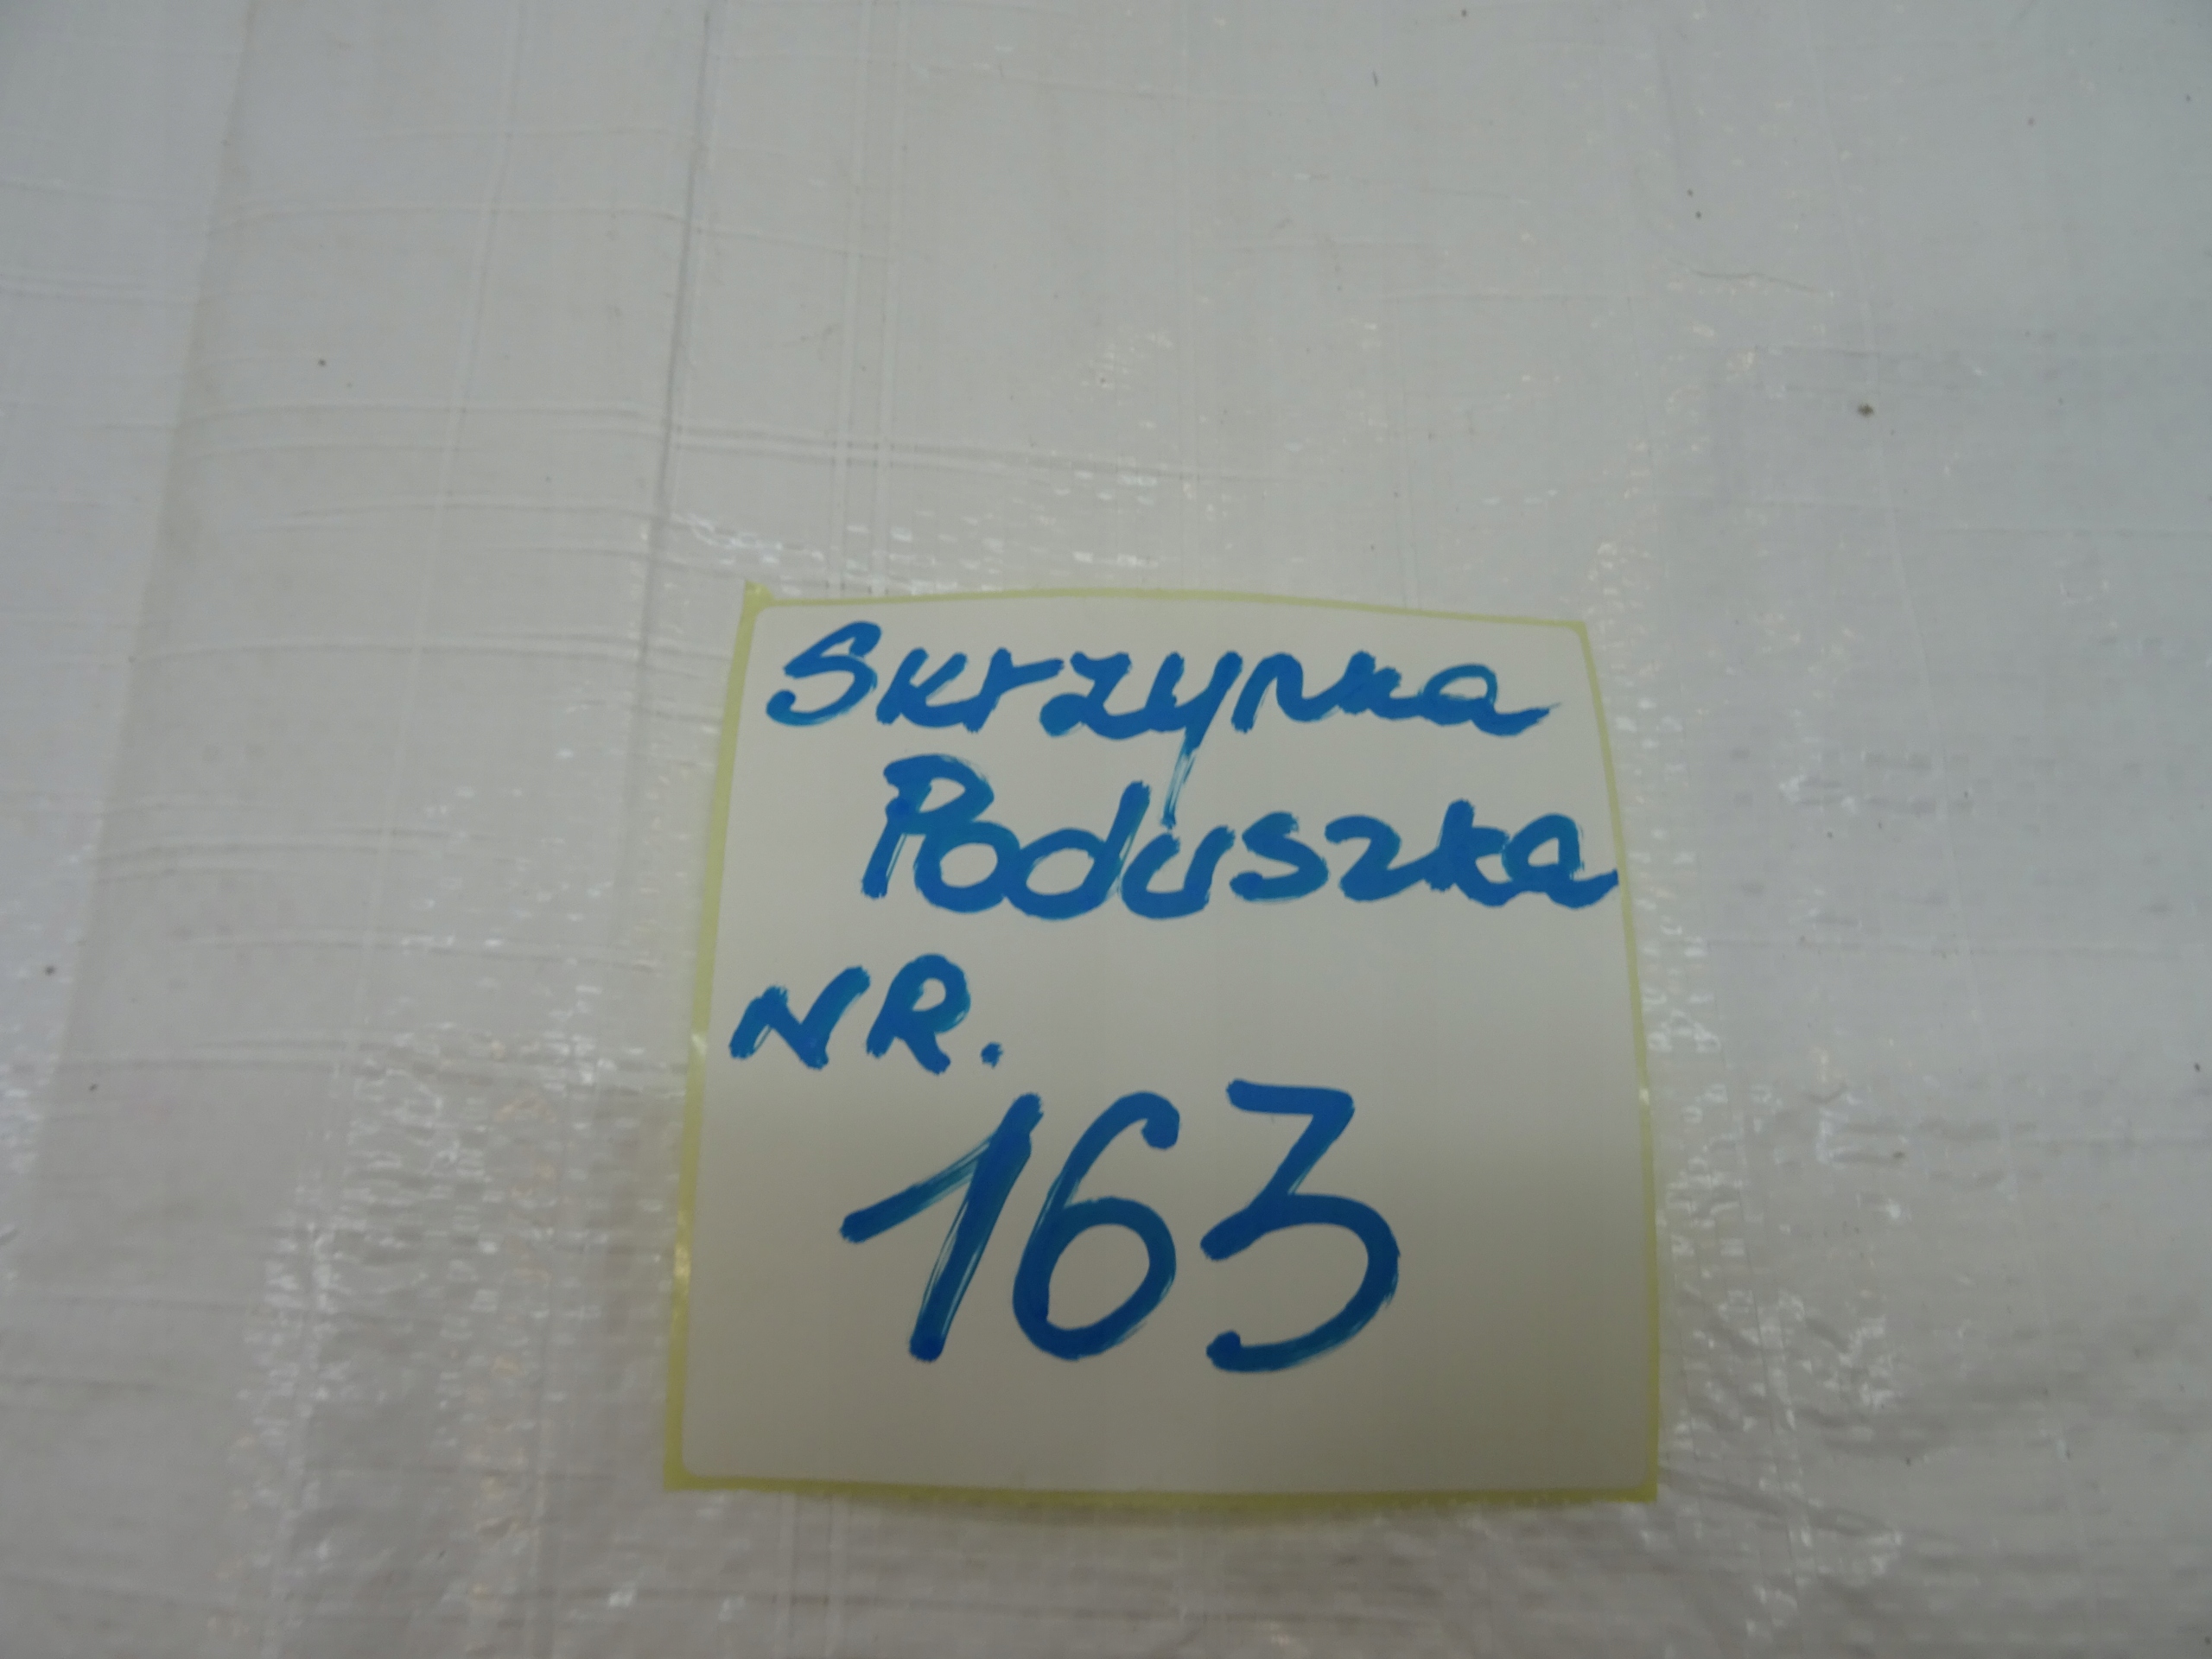 Skrzynka
Poduszka
NR.
163